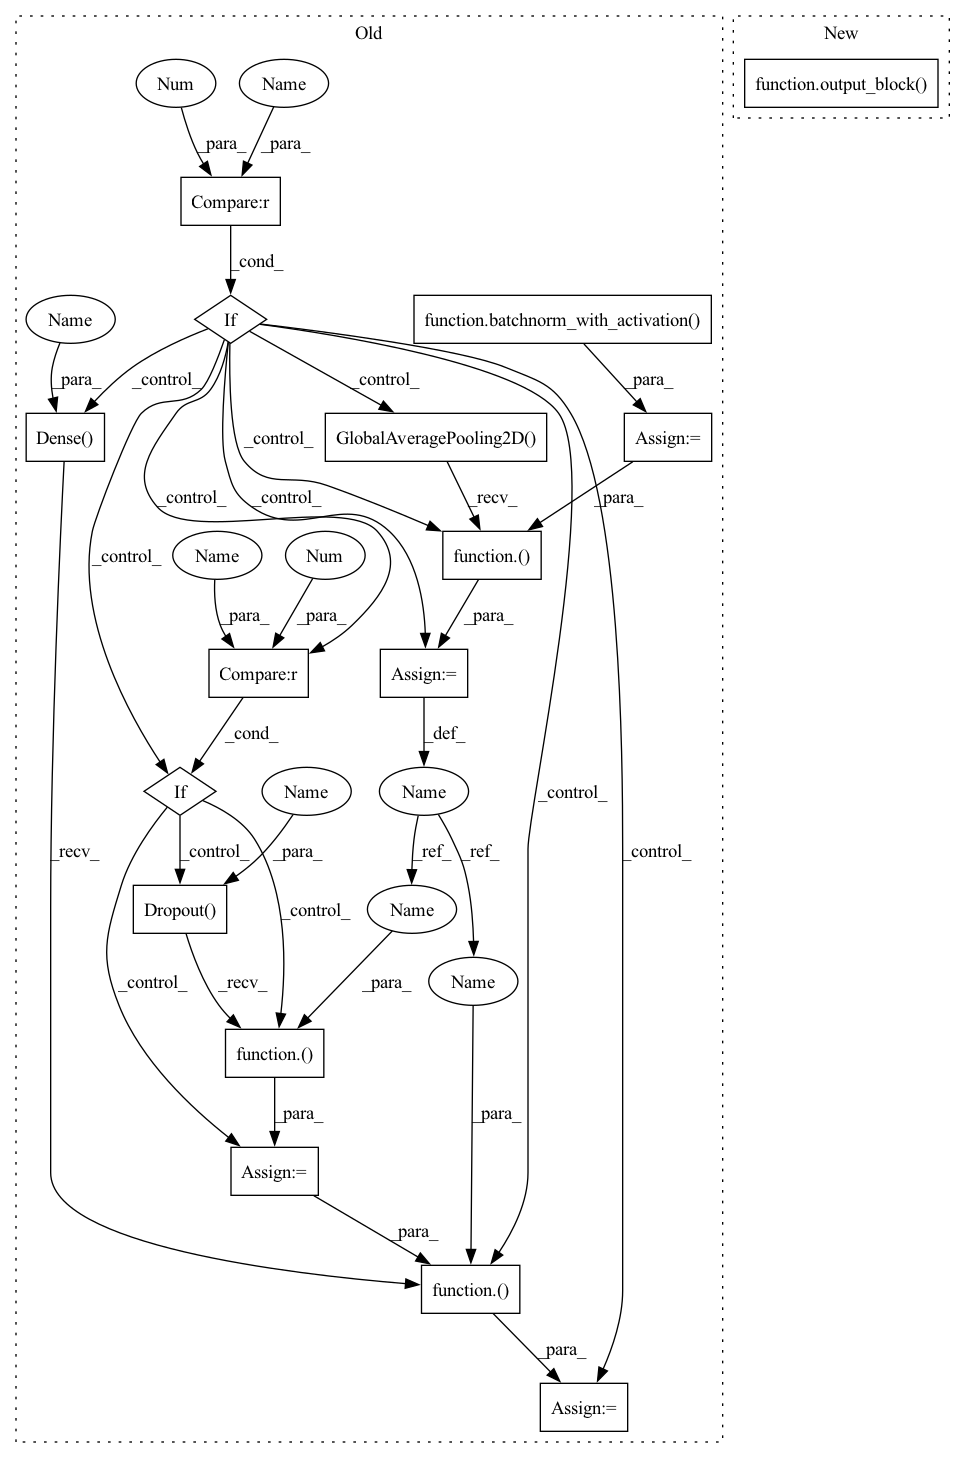 Old
New
Num
Name
function.output_block()
_para_
_para_
Compare:r
_cond_
Name
If
function.batchnorm_with_activation()
_para_
_control_
_control_
_para_
Dense()
GlobalAveragePooling2D()
Assign:=
_control_
_control_
_control_
_recv_
_para_
_control_
Name
Num
function.()
_para_
_para_
_para_
Compare:r
Assign:=
_cond_
_def_
If
Name
Name
_control_
_recv_
_control_
_para_
_ref_
_ref_
_control_
Dropout()
Name
_control_
_control_
_recv_
_para_
Name
function.()
_para_
_para_
Assign:=
_para_
function.()
_para_
Assign:=